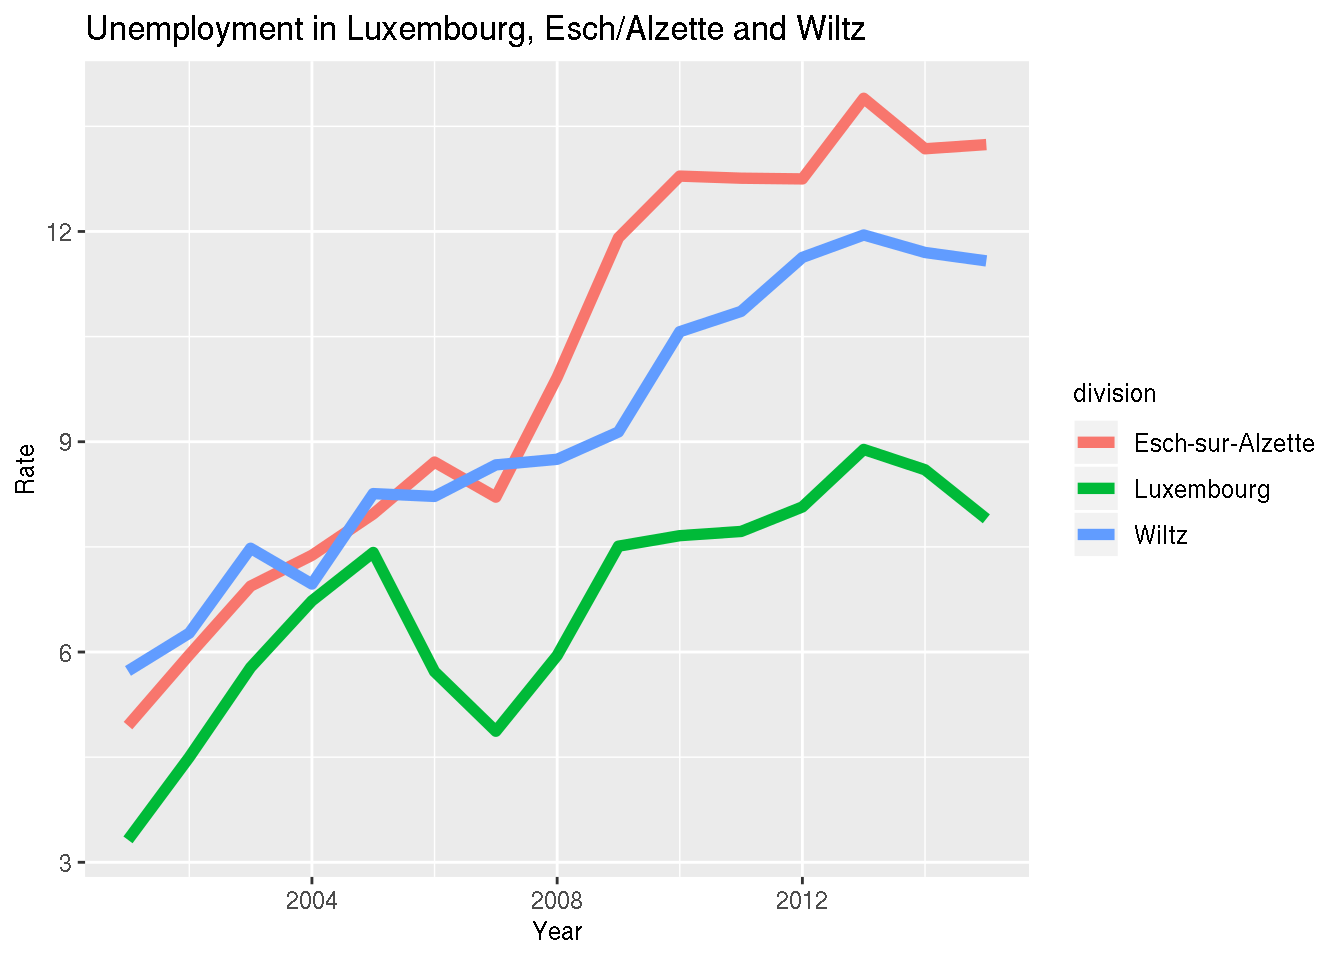 Unemployment in Luxembourg, Esch/Alzette and Wiltz
12
9
6
3
Rate
2004
2008
2012
Year
division
Esch-sur-Alzette
Luxembourg
Wiltz